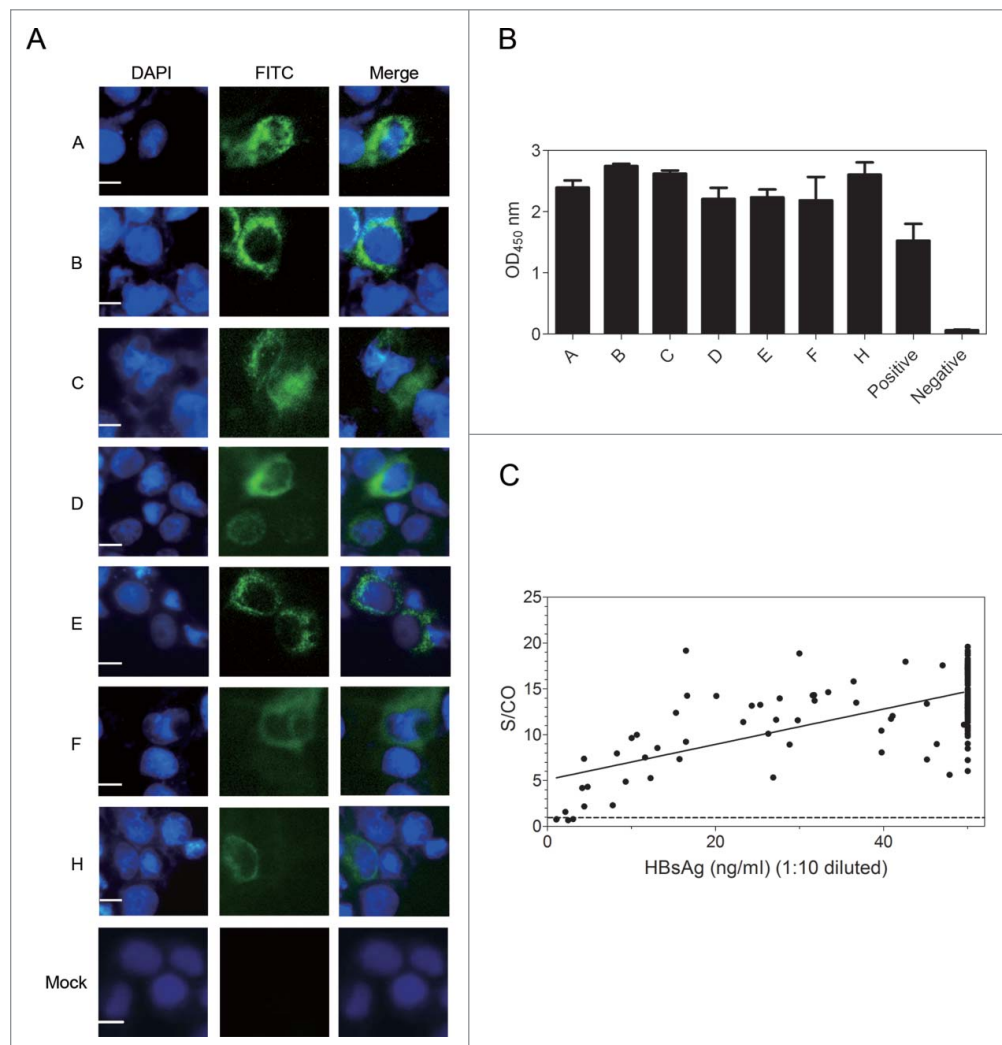 A
DAPI FITC Merge
A
B
C
D
E
F
H
Mock
B
3
2
1
0
OD450 nm
A B C D E F H Positive Negative
C
25
20
15
10
5
0
S/CO
0 20 40
HBsAg (ng/ml) (1:10 diluted)